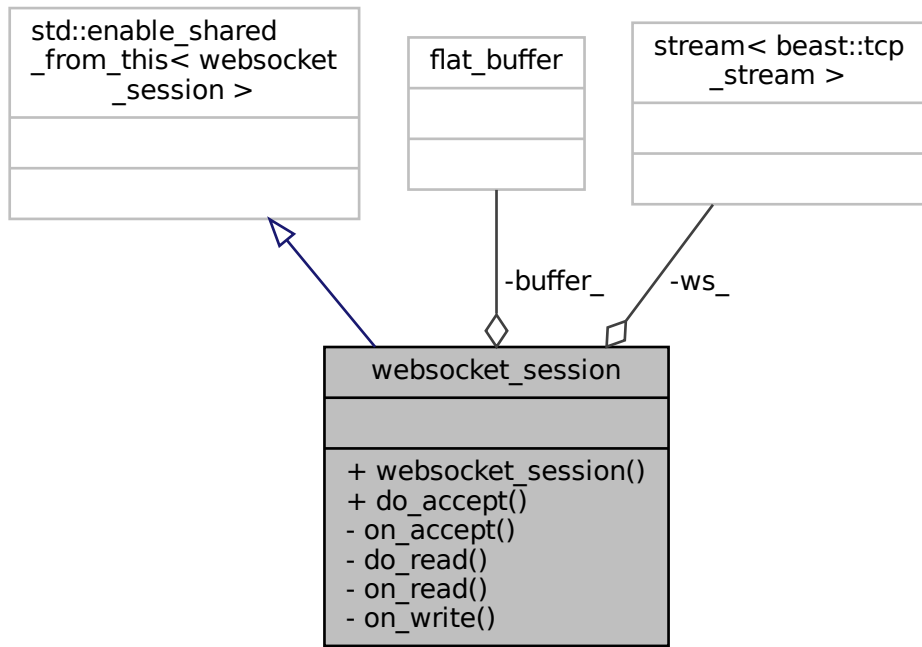 std::enable_shared
_from_this< websocket
_session >
flat_buffer
stream< beast::tcp
_stream >
-buffer_
-ws_
websocket_session
+ websocket_session()
+ do_accept()
- on_accept()
- do_read()
- on_read()
- on_write()